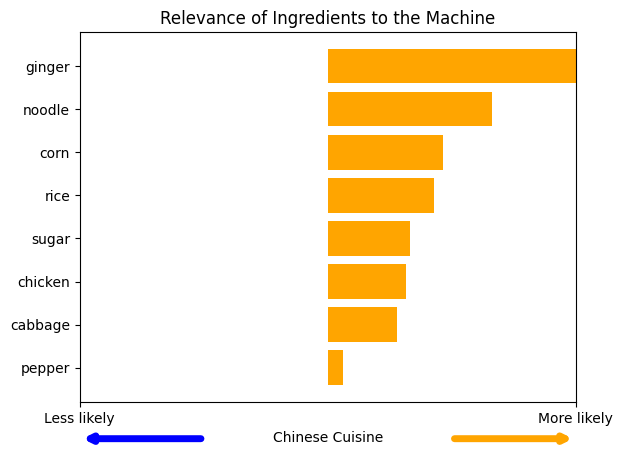 Relevance of Ingredients to the Machine
ginger
noodle
corn
rice
sugar
chicken
cabbage
pepper
Less likely
More likely
Chinese Cuisine